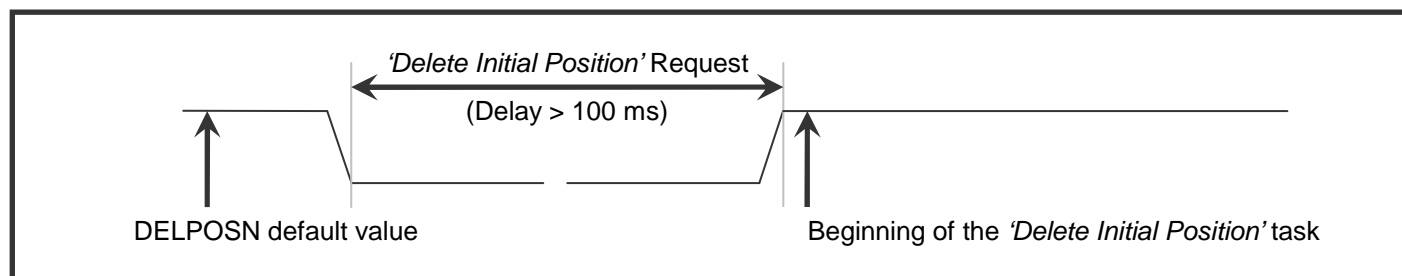 ‘Delete Initial Position’ Request
(Delay > 100 ms)
DELPOSN default value
Beginning of the ‘Delete Initial Position’ task